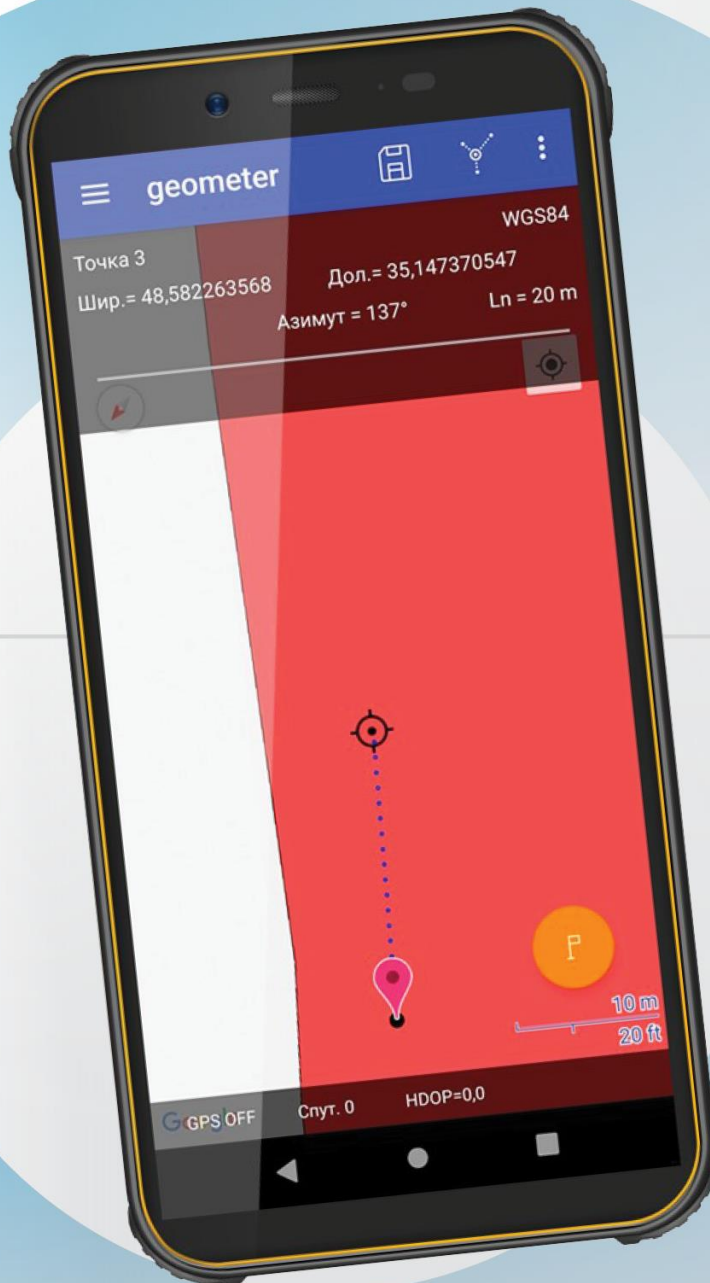 geometer
WGS84
Точка 3
Шир.= 48,582263568 Дол.= 35,147370547
Азимут = 137° Ln = 20 m
10 m
20 ft
Google GPS OFF Спут. 0 HDOP=0,0